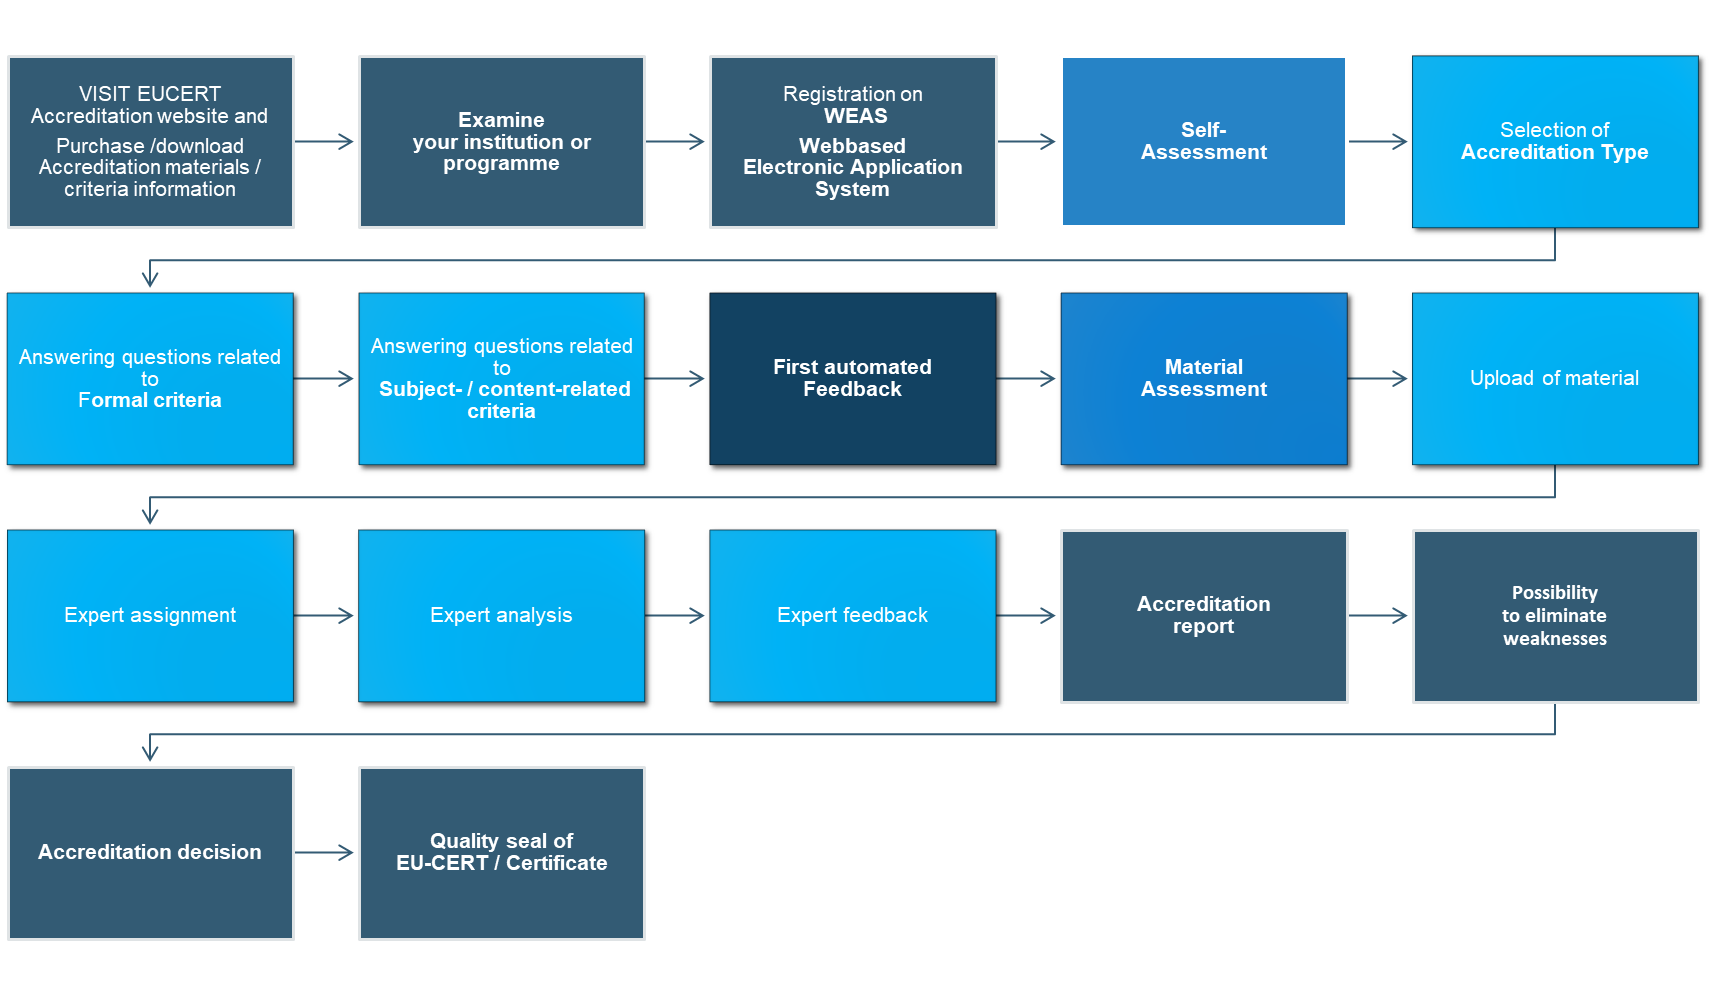 VISIT EUCERT
Accreditation website and
Purchase /download
Accreditation materials /
criteria information
Examine
your institution or
programme
Registration on
WEAS
Webbased
Electronic Application
System
Self-
Assessment
Selection of
Accreditation Type
Answering questions related
to
Formal criteria
Answering questions related
to
Subject- / content-related
criteria
First automated
Feedback
Material
Assessment
Upload of material
Expert assignment
Expert analysis
Expert feedback
Accreditation
report
Possibility
to eliminate
weaknesses
Accreditation decision
Quality seal of
EU-CERT / Certificate